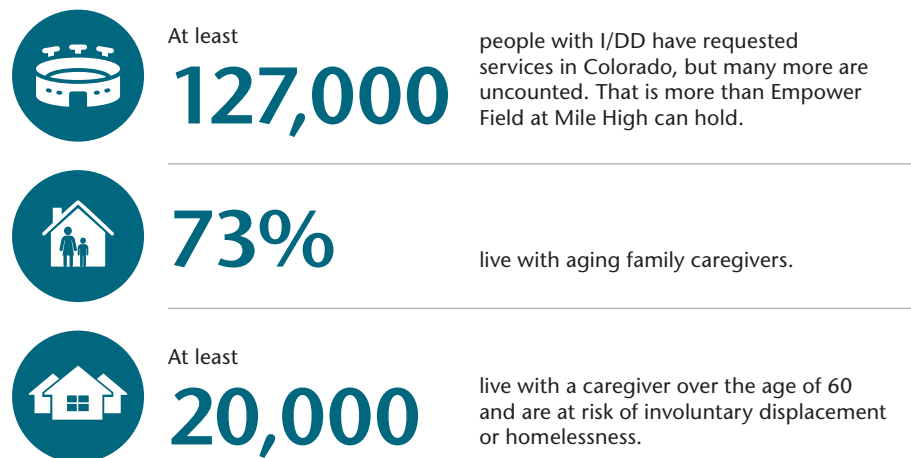 At least
127,000
people with I/DD have requested
services in Colorado, but many more are
uncounted. That is more than Empower
Field at Mile High can hold.
73%
live with aging family caregivers.
At least
20,000
live with a caregiver over the age of 60
and are at risk of involuntary displacement
or homelessness.